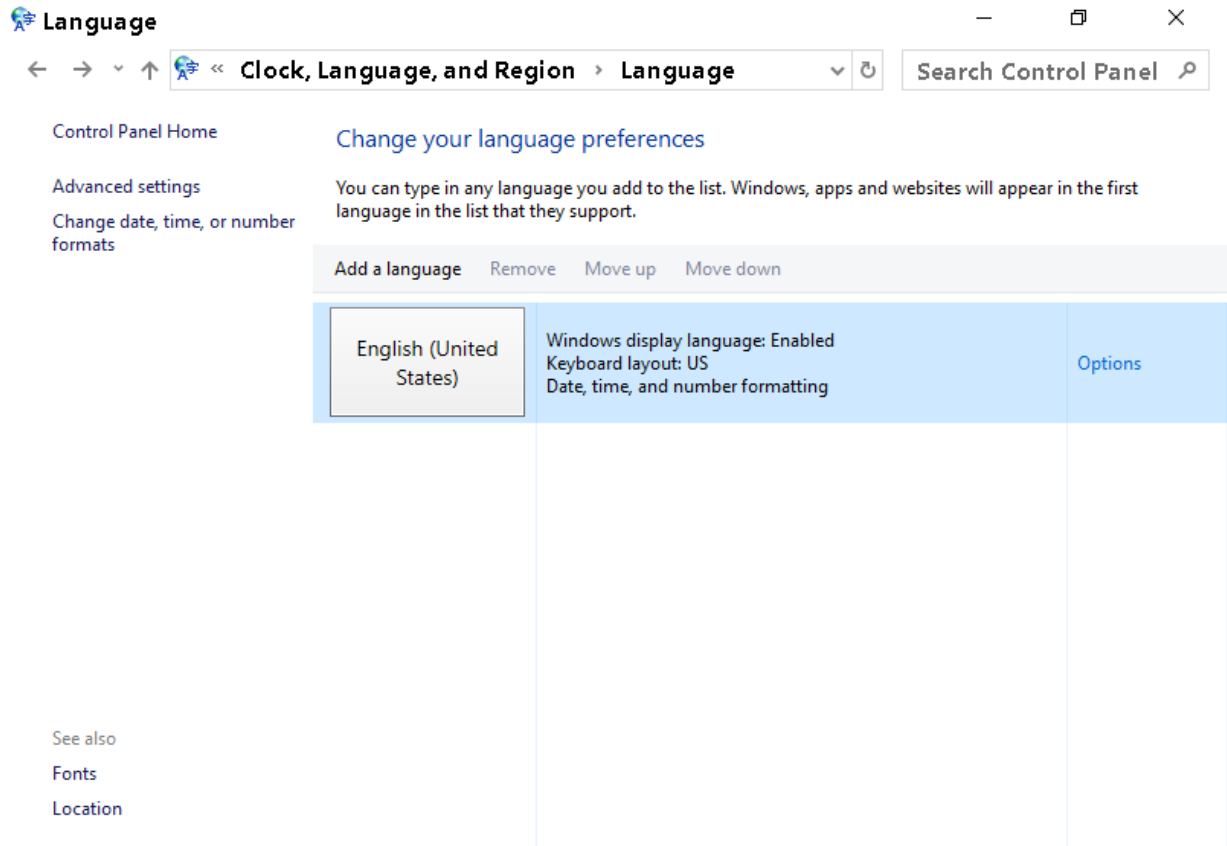 Language
« Clock, Language, and Region › Language
Search Control Panel
Control Panel Home
Advanced settings
Change date, time, or number
formats
See also
Fonts
Location
Change your language preferences
You can type in any language you add to the list. Windows, apps and websites will appear in the first
language in the list that they support.
Add a language Remove Move up Move down
English (United
States)
Windows display language: Enabled
Keyboard layout: US
Date, time, and number formatting
Options